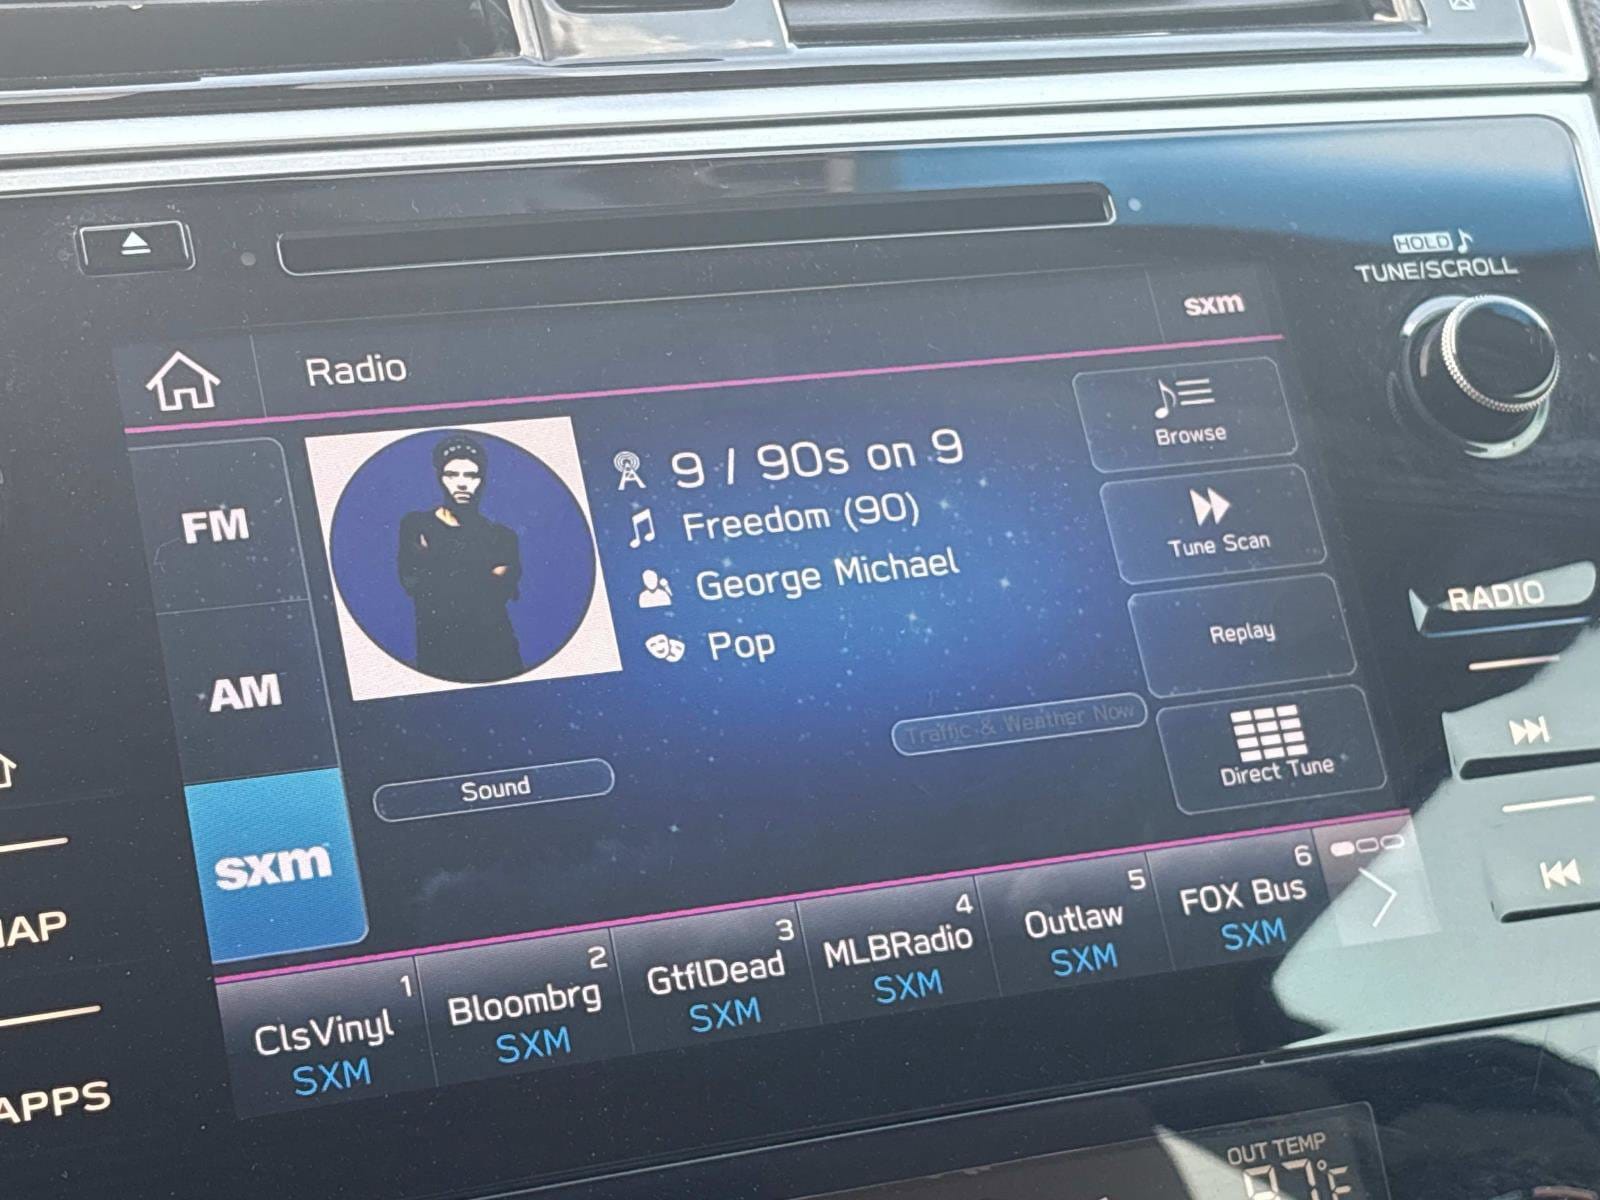 HOLD
TUNE/SCROLL
sxm
Radio
Browse
9 / 90s on 9
FM
Freedom (90)
Tune Scan
George Michael
RADIO
Replay
Pop
AM
Traffic & Weather Now
Direct Tune
Sound
sxm
1
ClsVinyl
SXM
2
Bloombrg
SXM
3
GtflDead
SXM
4
MLBRadio
SXM
5
Outlaw
SXM
6
FOX Bus
SXM
APPS
OUT TEMP